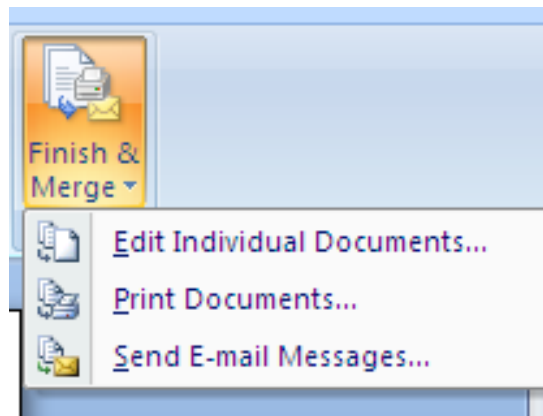 Finish &
Merge
Edit Individual Documents...
Print Documents...
Send E-mail Messages...